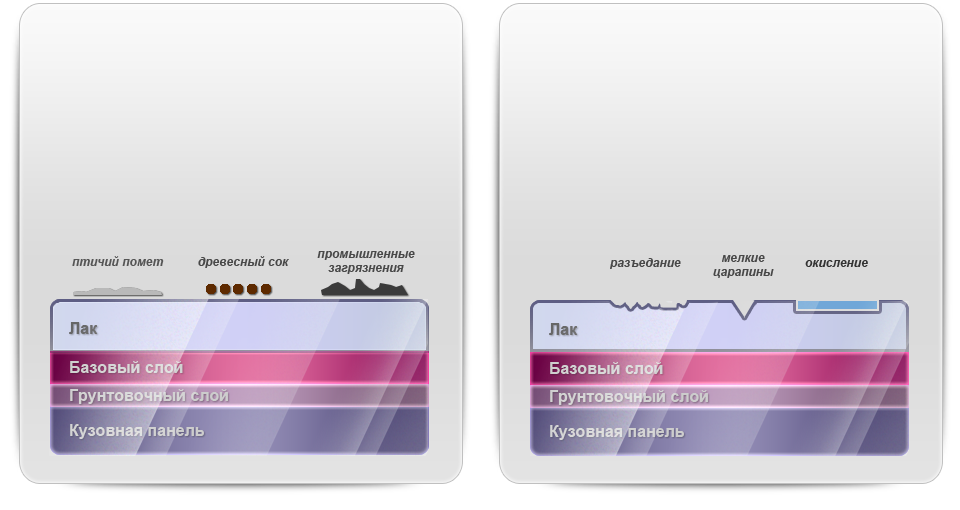 птичий помет
древесный сок
промышленные
загрязнения
Лак
Базовый слой
Грунтовочный слой
Кузовная панель
разъедание
мелкие
царапины
окисление
Лак
Базовый слой
Грунтовочный слой
Кузовная панель